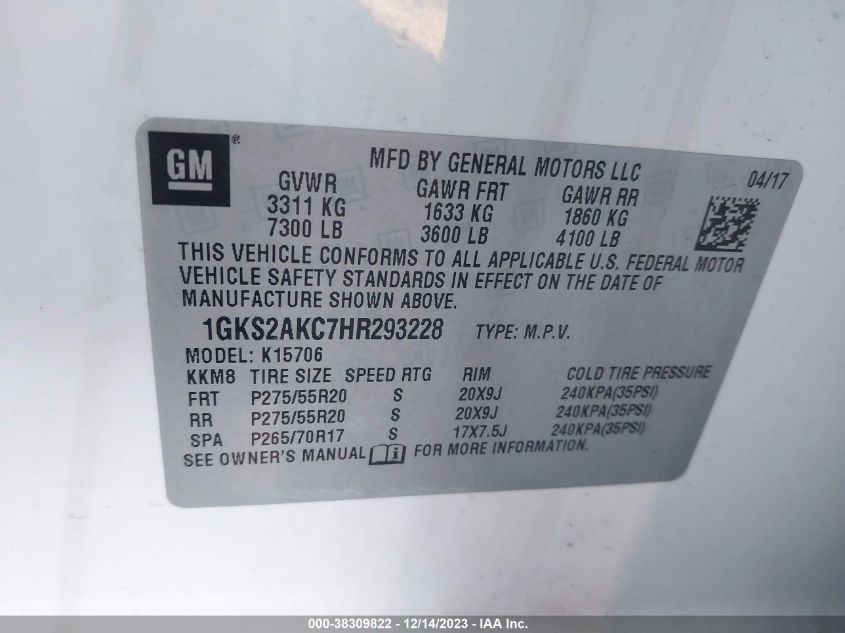 GM
MFD BY GENERAL MOTORS LLC
04/17
GVWR GAWR FRT GAWR RR
3311 KG 1633 KG 1860 KG
7300 LB 3600 LB 4100 LB
THIS VEHICLE CONFORMS TO ALL APPLICABLE U.S. FEDERAL MOTOR
VEHICLE SAFETY STANDARDS IN EFFECT ON THE DATE OF
MANUFACTURE SHOWN ABOVE.
1GKS2AKC7HR293228 TYPE: M.P.V.
MODEL: K15706
KKM8 TIRE SIZE SPEED RTG RIM COLD TIRE PRESSURE
FRT P275/55R20 S 20X9J 240KPA(35PSI)
RR P275/55R20 S 20X9J 240KPA(35PSI)
SPA P265/70R17 S 17X7.5J 240KPA(35PSI)
SEE OWNER'S MANUAL FOR MORE INFORMATION.
000-38309822 - 12/14/2023 - IAA Inc.